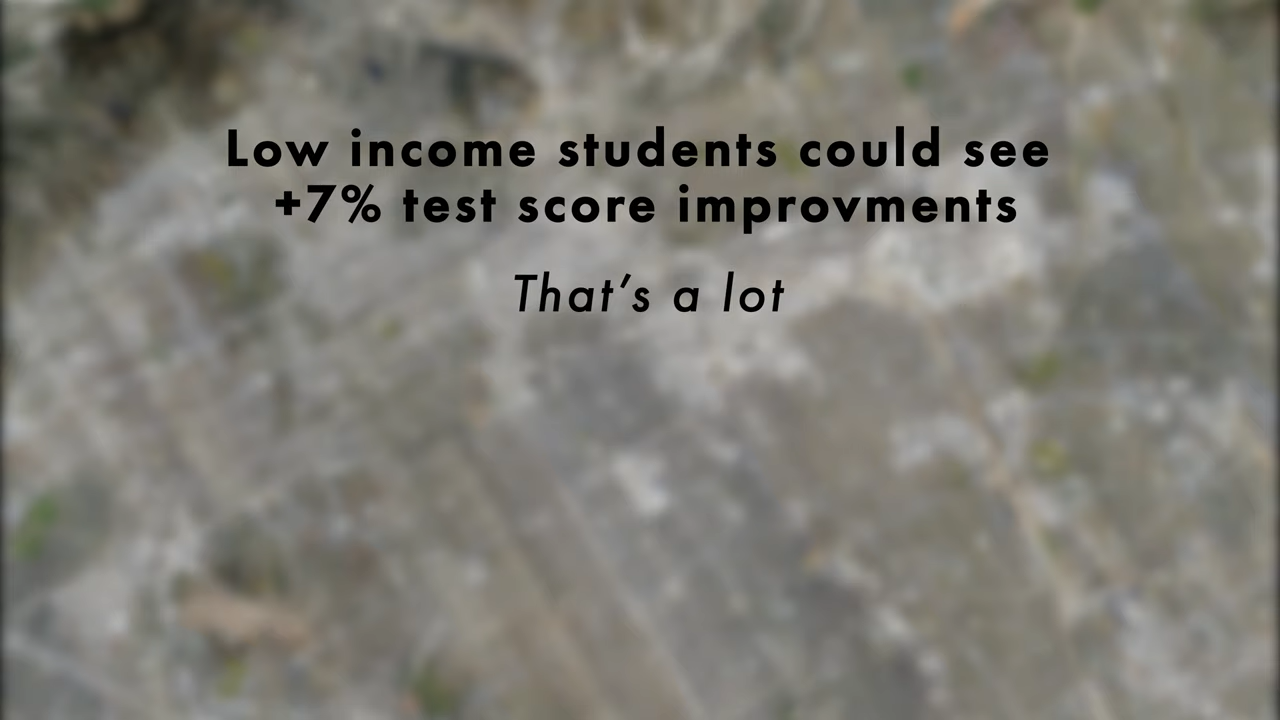 Low income students could see
+7% test score improvments
That's a lot